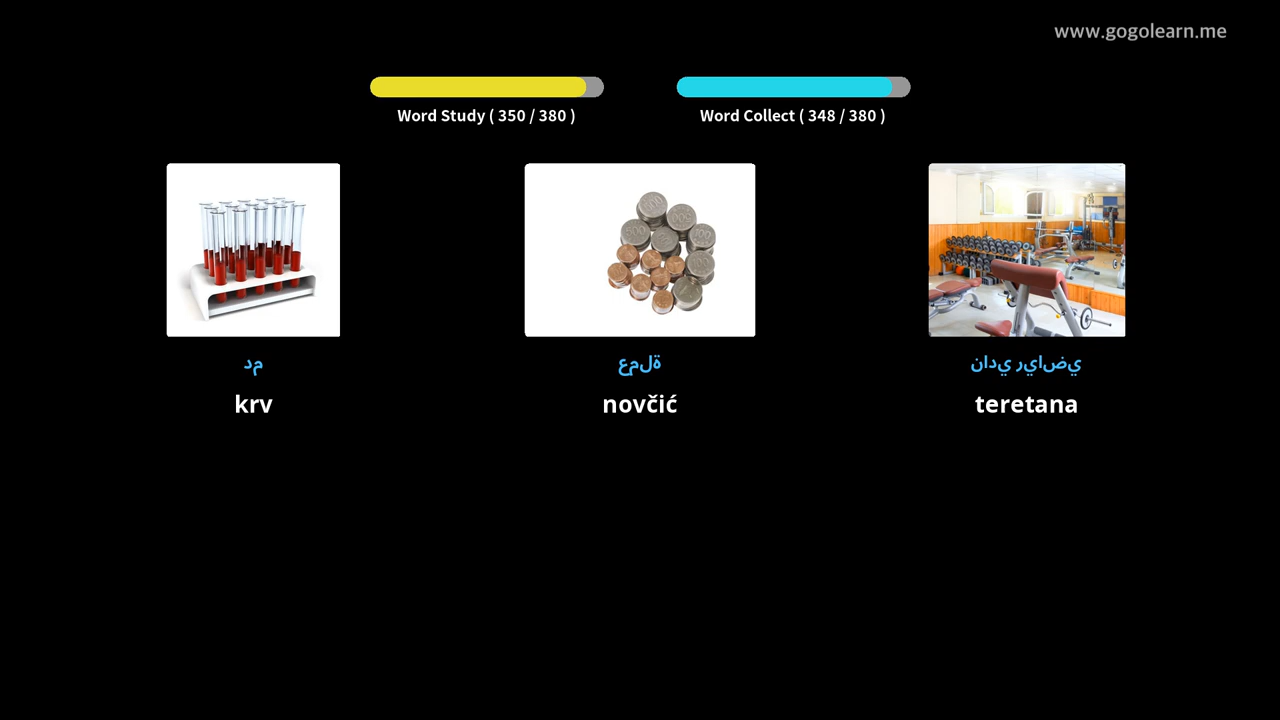 www.gogolearn.me
Word Study ( 350 / 380 )
Word Collect ( 348 / 380 )
دم
عملة
نادي رياضي
krv
novčić
teretana